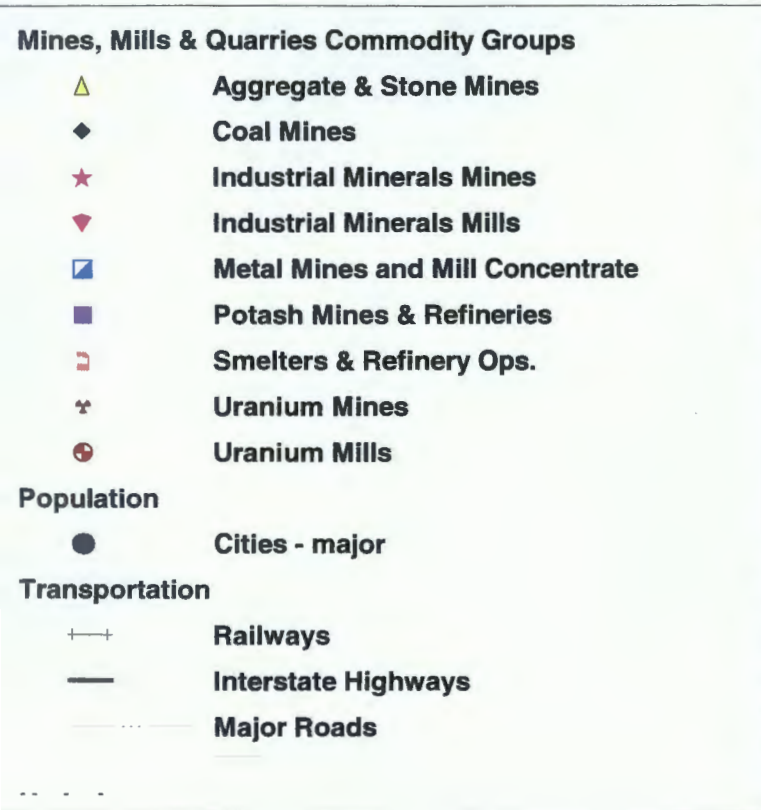 Mines, Mills & Quarries Commodity Groups
Aggregate & Stone Mines
Coal Mines
Industrial Minerals Mines
Industrial Minerals Mills
Metal Mines and Mill Concentrate
Potash Mines & Refineries
Smelters & Refinery Ops.
Uranium Mines
Uranium Mills
Population
Cities - major
Transportation
Railways
Interstate Highways
Major Roads